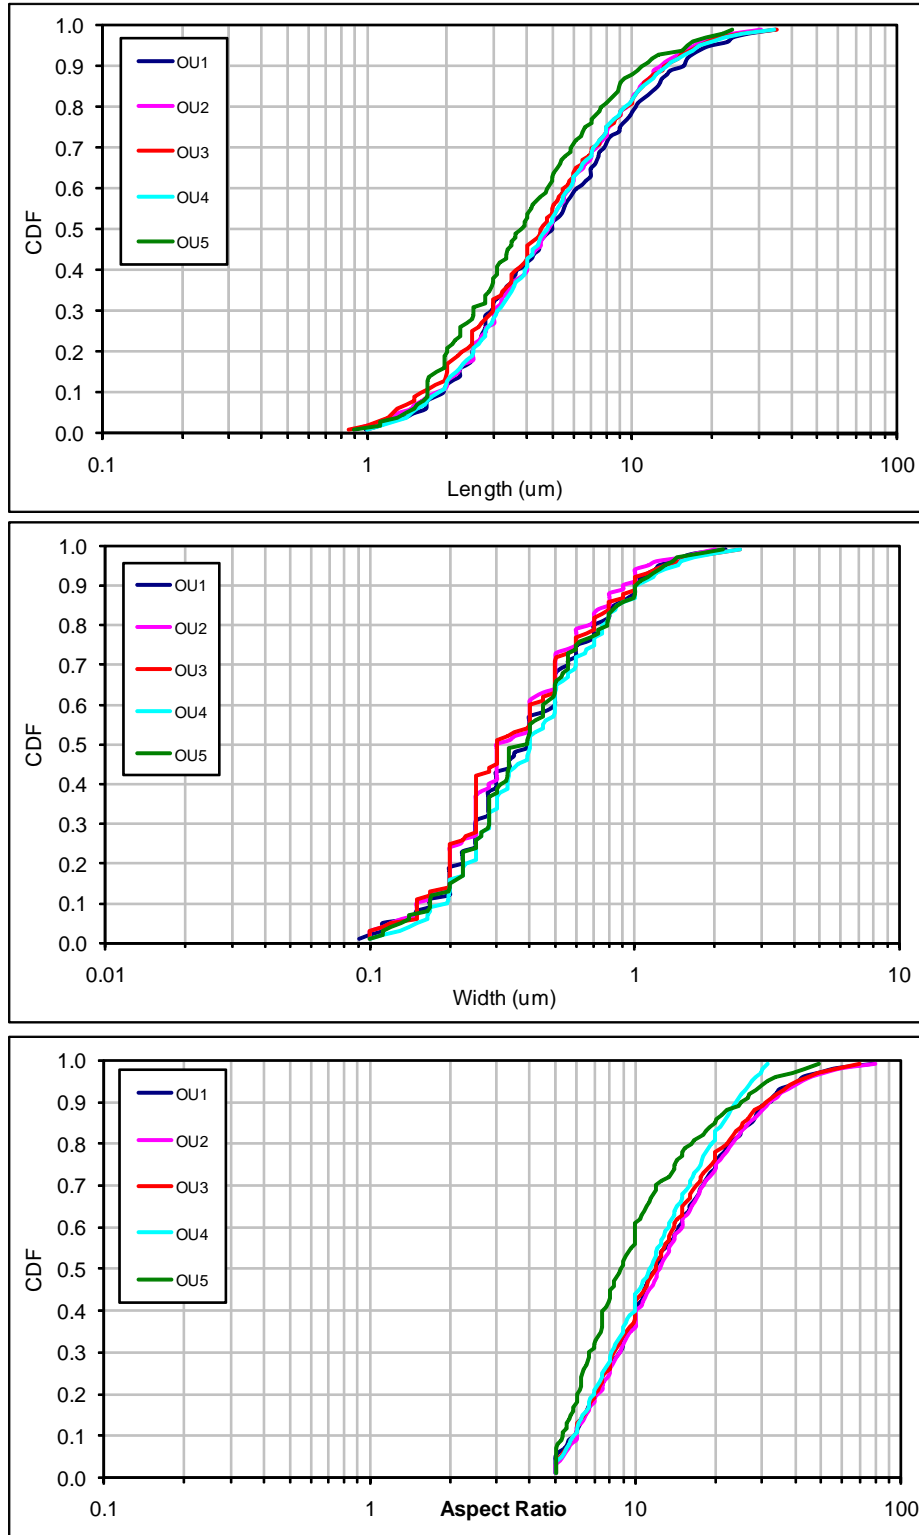 1.0
0.9
0.8
0.7
0.6
0.5
0.4
0.3
0.2
0.1
0.0
CDF
OU1
OU2
OU3
OU4
OU5
0.1 1 10 100
Length (um)
1.0
0.9
0.8
0.7
0.6
0.5
0.4
0.3
0.2
0.1
0.0
CDF
OU1
OU2
OU3
OU4
OU5
0.01 0.1 1 10
Width (um)
1.0
0.9
0.8
0.7
0.6
0.5
0.4
0.3
0.2
0.1
0.0
CDF
OU1
OU2
OU3
OU4
OU5
0.1 1 Aspect Ratio 10 100